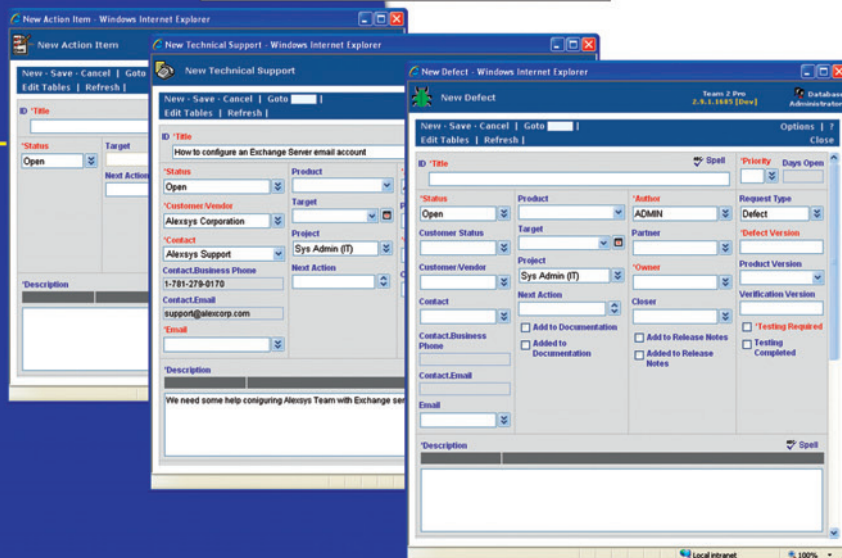 New Action Item - Windows Internet Explorer
New Action Item
New - Save - Cancel | Goto
Edit Tables | Refresh |
ID *Title
*Status
Target
Open
Next Action
*Description
New Technical Support - Windows Internet Explorer
New Technical Support
New - Save - Cancel | Goto |
Edit Tables | Refresh |
ID *Title
How to configure an Exchange Server email account
*Status
Product
Open
*Customer/Vendor
Target
Alexsys Corporation
*Contact
Project
Alexsys Support
Sys Admin (IT)
Contact.Business Phone
Next Action
1-781-279-0170
Contact.Email
support@alexcorp.com
*Email
*Description
We need some help coniguring Alexsys Team with Exchange ser
New Defect - Windows Internet Explorer
New Defect
Team 2 Pro
2.9.1.1685 [Dev]
Database
Administrator
New - Save - Cancel | Goto |
Options | ?
Edit Tables | Refresh |
Close
ID *Title
Spell
*Priority
Days Open
*Status
Product
*Author
Request Type
Open
ADMIN
Defect
Customer Status
Target
Partner
*Defect Version
Customer/Vendor
Project
*Owner
Product Version
Sys Admin (IT)
Contact
Next Action
Closer
Verification Version
Contact.Business
Phone
Add to Documentation
Add to Release Notes
*Testing Required
Added to
Documentation
Added to Release
Notes
Testing
Completed
Contact.Email
Email
*Description
Spell
Local intranet
100%